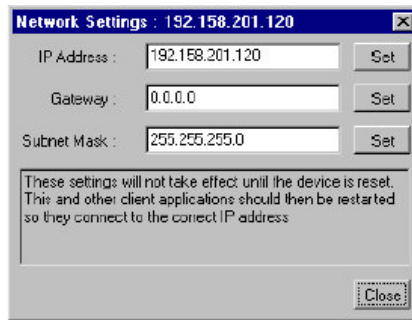 Network Settings : 192.158.201.120
IP Address : 192.158.201.120 Set
Gateway : 0.0.0.0 Set
Subnet Mask : 255.255.255.0 Set
These settings will not take effect until the device is reset.
This and other client applications should then be restarted
so they connect to the correct IP address
Close